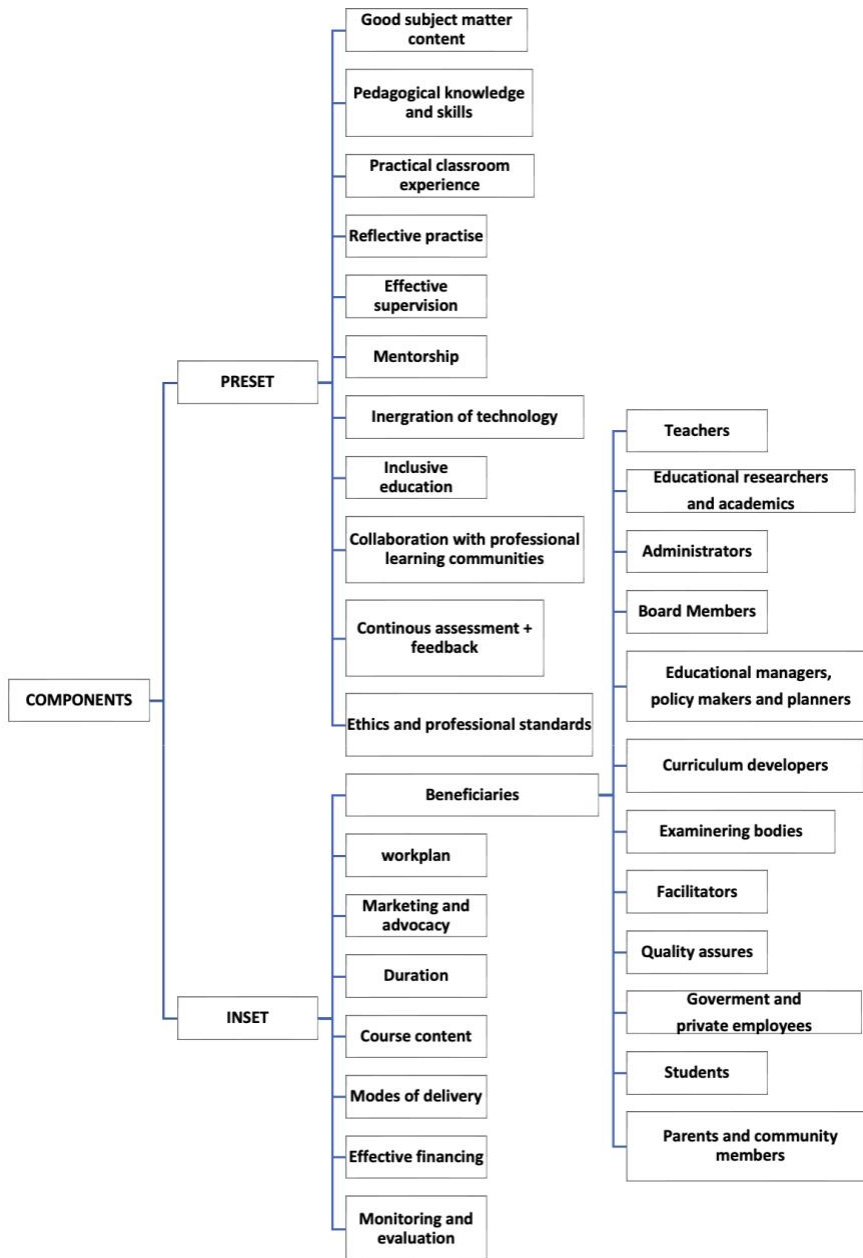 COMPONENTS
PRESET
Good subject matter
content
Pedagogical knowledge
and skills
Practical classroom
experience
Reflective practise
Effective
supervision
Mentorship
Inergration of technology
Inclusive
education
Collaboration with professional
learning communities
Continous assessment +
feedback
Ethics and professional standards
INSET
Beneficiaries
Teachers
Educational researchers
and academics
Administrators
Board Members
Educational managers,
policy makers and planners
Curriculum developers
Examinering bodies
Facilitators
Quality assures
Goverment and
private employees
Students
Parents and community
members
workplan
Marketing and
advocacy
Duration
Course content
Modes of delivery
Effective financing
Monitoring and
evaluation